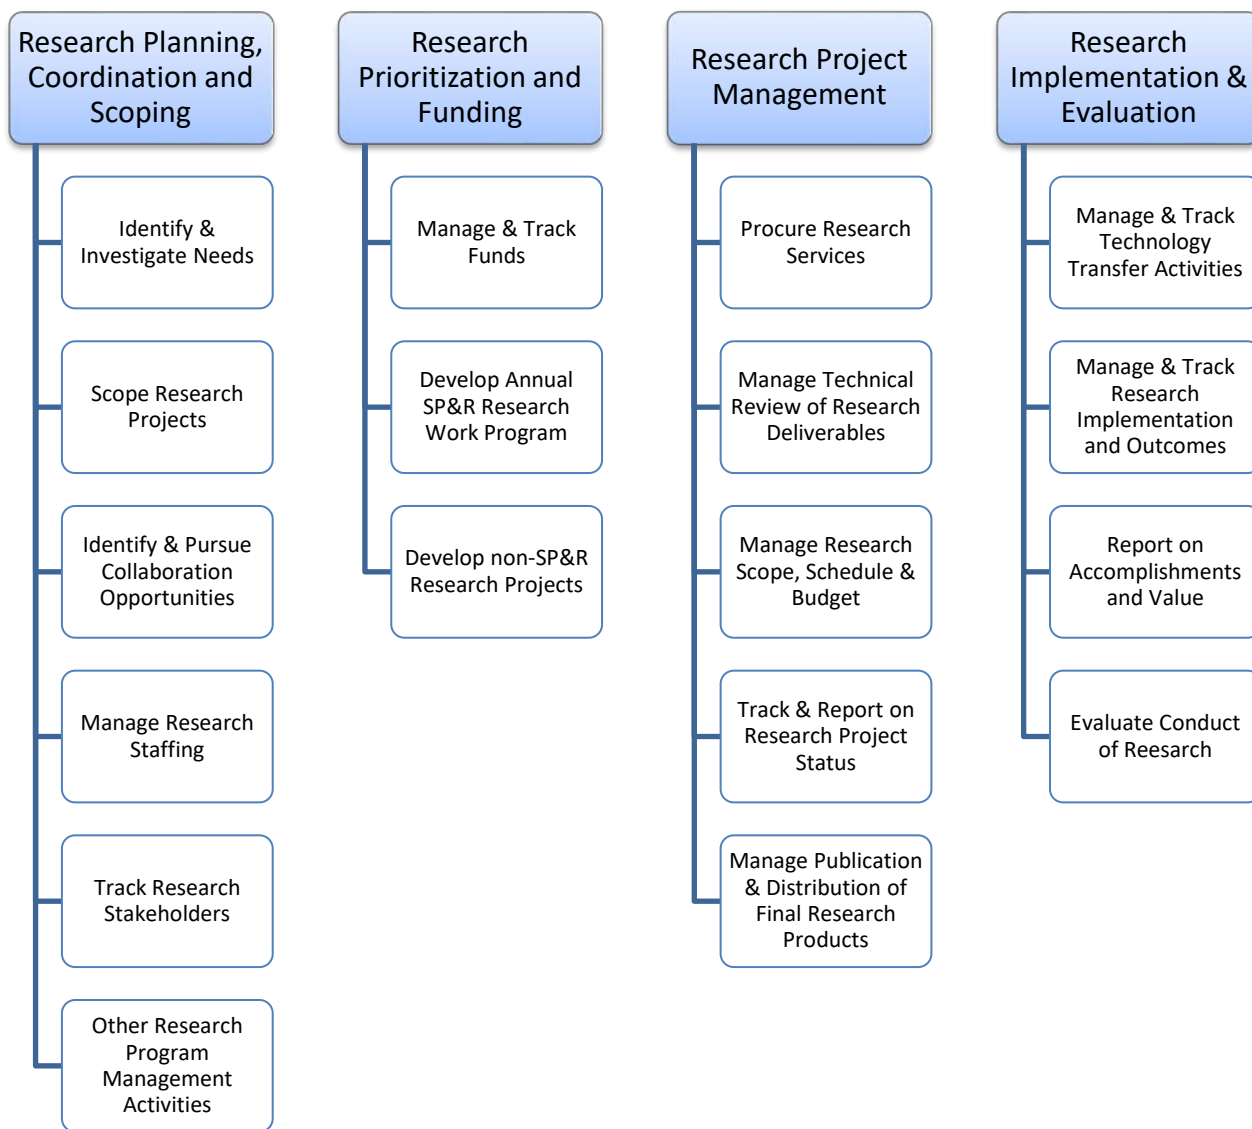 Research Planning,
Coordination and
Scoping
Identify &
Investigate Needs
Scope Research
Projects
Identify & Pursue
Collaboration
Opportunities
Manage Research
Staffing
Track Research
Stakeholders
Other Research
Program
Management
Activities
Research
Prioritization and
Funding
Manage & Track
Funds
Develop Annual
SP&R Research
Work Program
Develop non-SP&R
Research Projects
Research Project
Management
Procure Research
Services
Manage Technical
Review of Research
Deliverables
Manage Research
Scope, Schedule &
Budget
Track & Report on
Research Project
Status
Manage Publication
& Distribution of
Final Research
Products
Research
Implementation &
Evaluation
Manage & Track
Technology
Transfer Activities
Manage & Track
Research
Implementation
and Outcomes
Report on
Accomplishments
and Value
Evaluate Conduct
of Reesarch